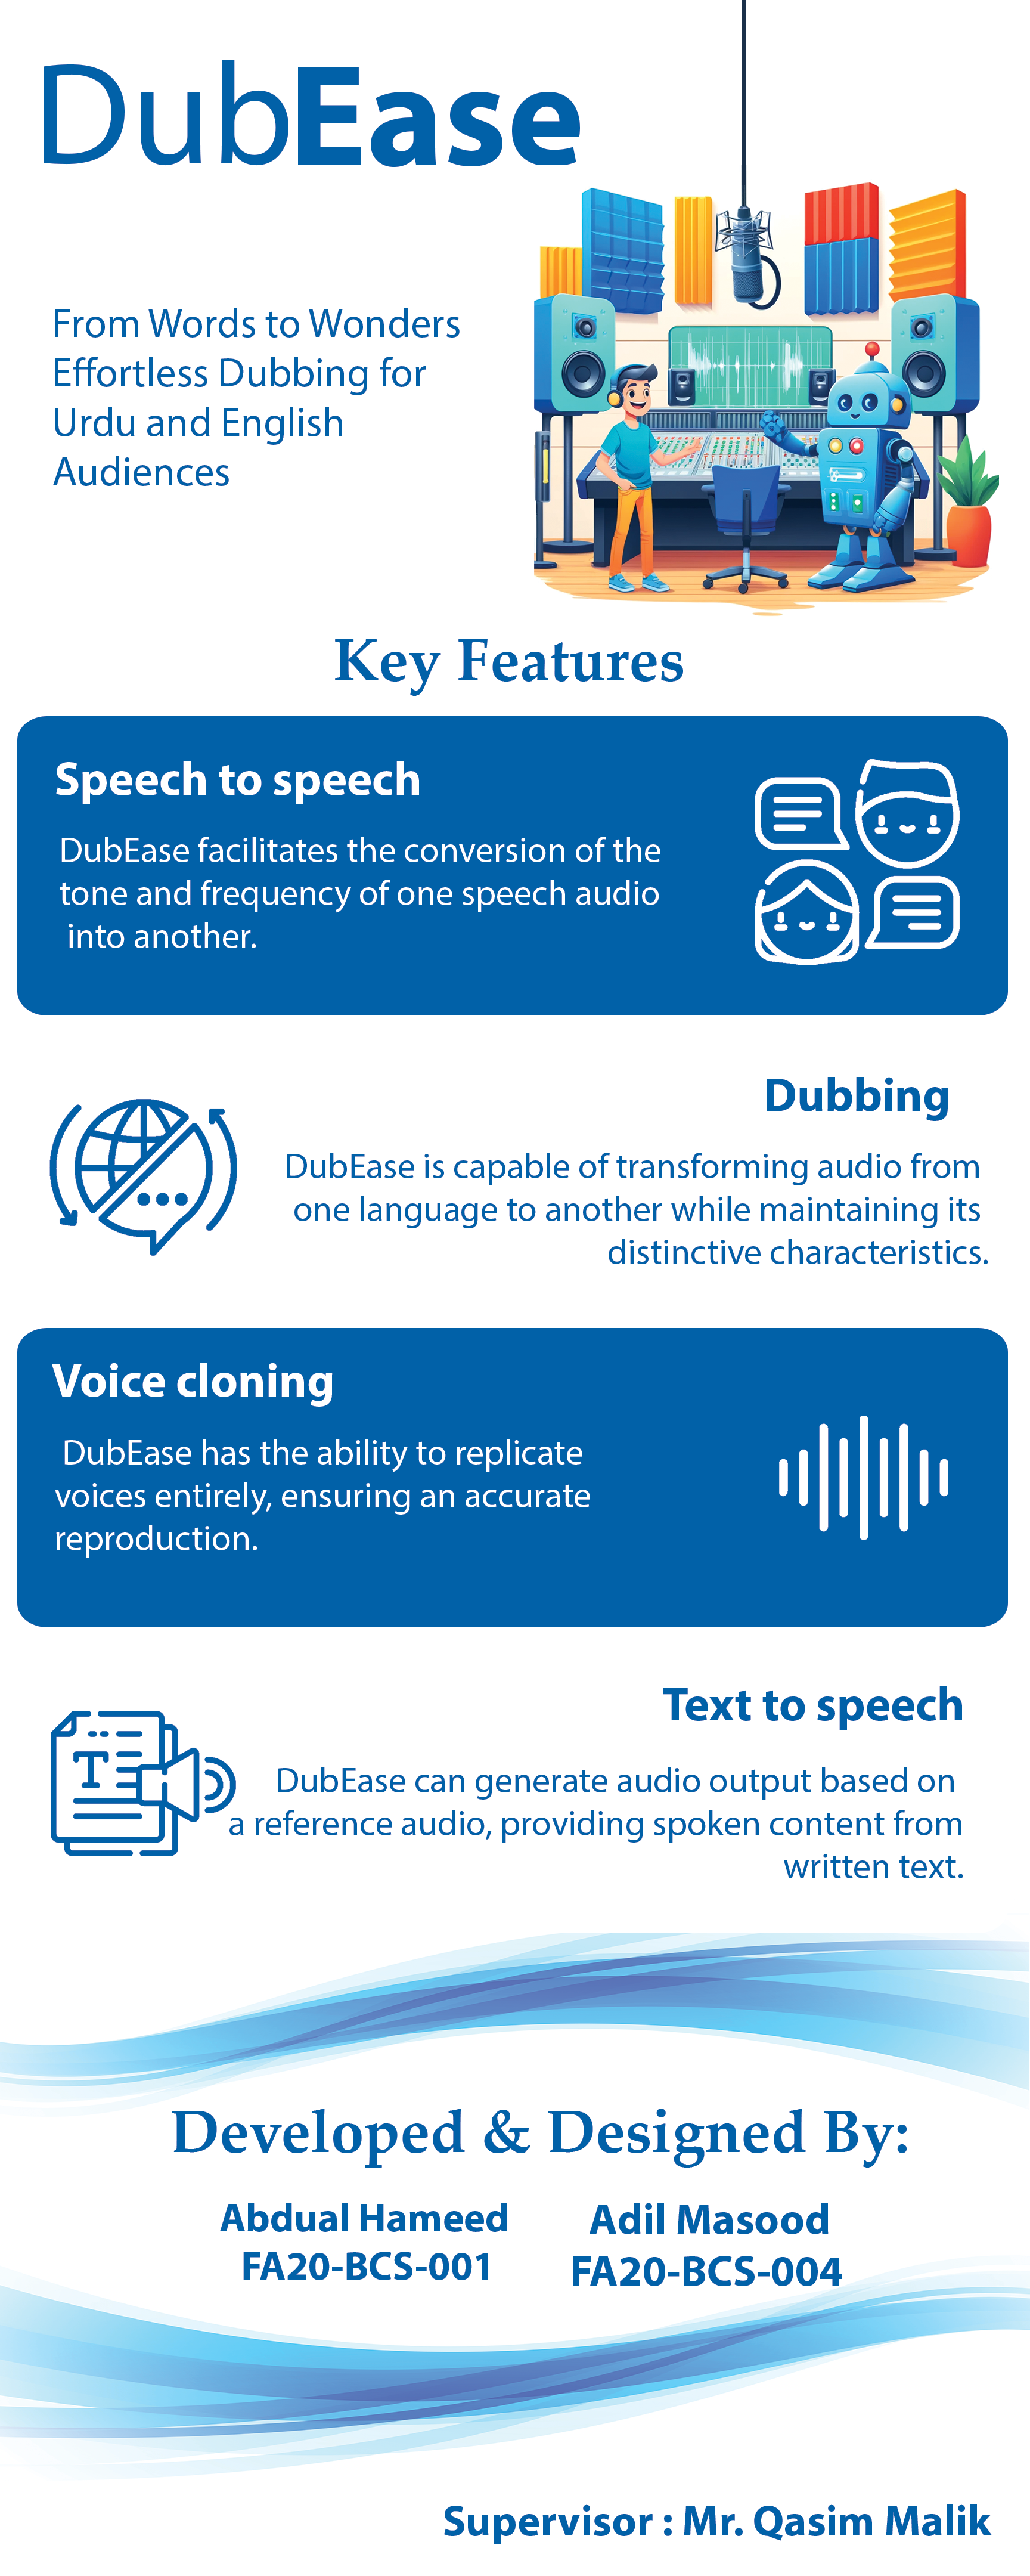 DubEase
From Words to Wonders
Effortless Dubbing for
Urdu and English
Audiences
Key Features
Speech to speech
DubEase facilitates the conversion of the
tone and frequency of one speech audio
into another.
Dubbing
DubEase is capable of transforming audio from
one language to another while maintaining its
distinctive characteristics.
Voice cloning
DubEase has the ability to replicate
voices entirely, ensuring an accurate
reproduction.
T
Text to speech
DubEase can generate audio output based on
a reference audio, providing spoken content from
written text.
Developed & Designed By:
Abdual Hameed
FA20-BCS-001
Adil Masood
FA20-BCS-004
Supervisor : Mr. Qasim Malik